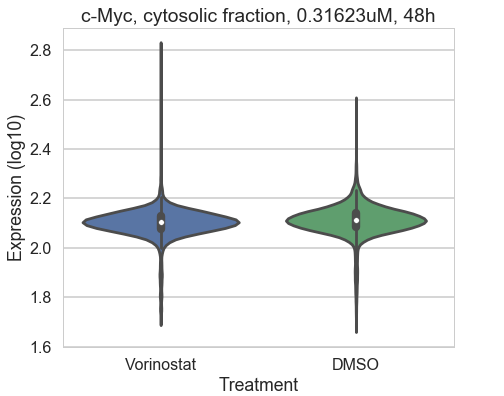 c-Myc, cytosolic fraction, 0.31623uM, 48h
2.8
2.6
2.4
2.2
2.0
1.8
1.6
Expression (log10)
Vorinostat
DMSO
Treatment